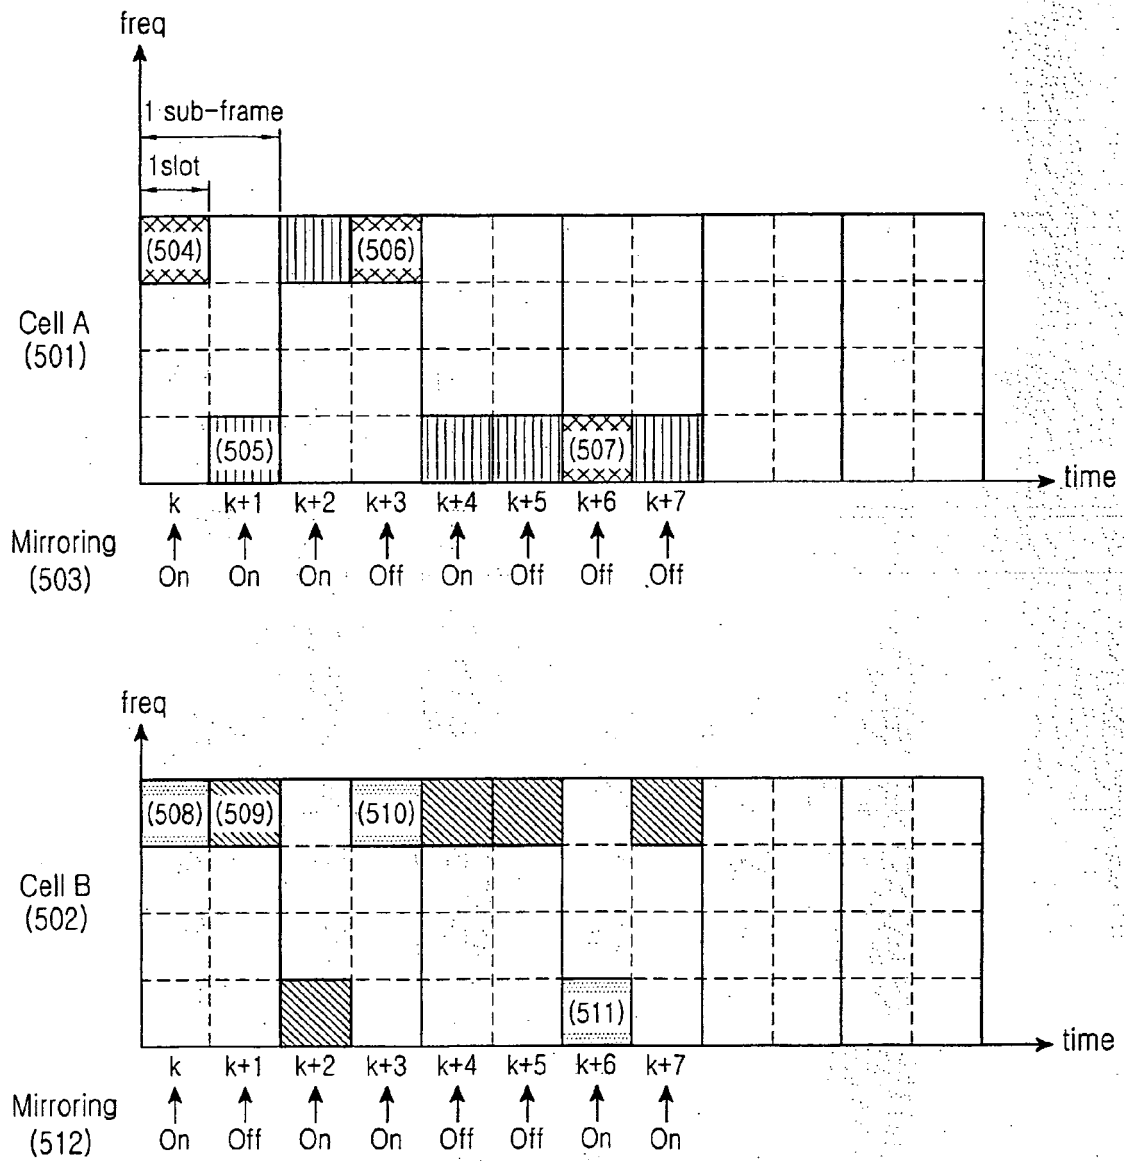 freq
1 sub-frame
1slot
(504)
(506)
Cell A
(501)
(505)
(507)
time
k k+1 k+2 k+3 k+4 k+5 k+6 k+7
Mirroring
(503)
On On On Off On Off Off Off
freq
(508) (509) (510)
Cell B
(502)
(511)
time
k k+1 k+2 k+3 k+4 k+5 k+6 k+7
Mirroring
(512)
On Off On On Off Off On On